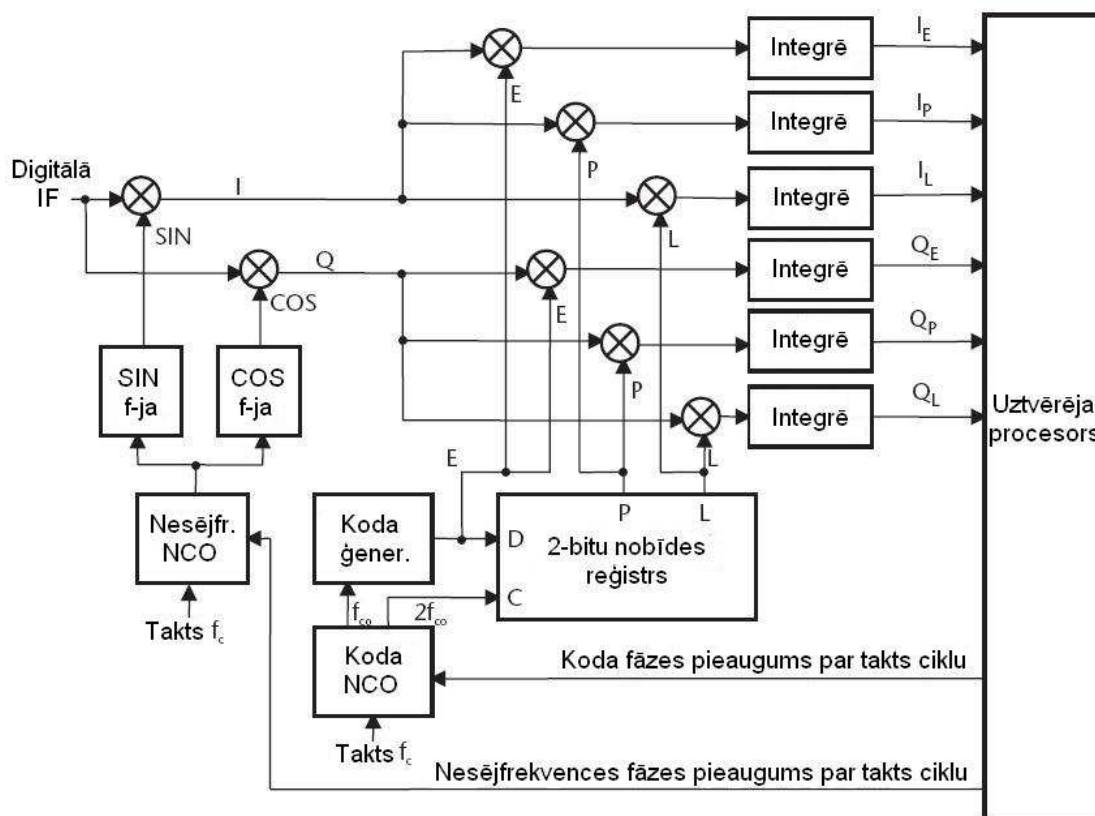 Integrē
I_E
E
Integrē
I_P
P
Digitālā
IF
I
Integrē
I_L
SIN
L
Q
Integrē
Q_E
COS
E
Integrē
Q_P
P
SIN
f-ja
COS
f-ja
Integrē
Q_L
L
Uztvērēja
procesors
E
Nesējfr.
NCO
Koda
ģener.
P
L
D
2-bitu nobīdes
reģistrs
C
f_co
2f_co
Takts f_c
Koda
NCO
Koda fāzes pieaugums par takts ciklu
Takts f_c
Nesējfrekvences fāzes pieaugums par takts ciklu